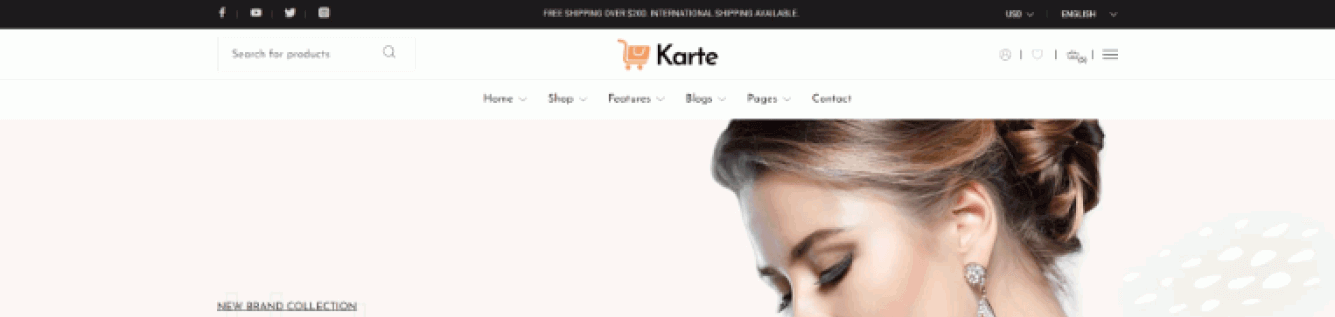 FREE SHIPPING OVER $200. INTERNATIONAL SHIPPING AVAILABLE. USD ENGLISH
Search for products Karte
Home Shop Features Blogs Pages Contact
NEW BRAND COLLECTION